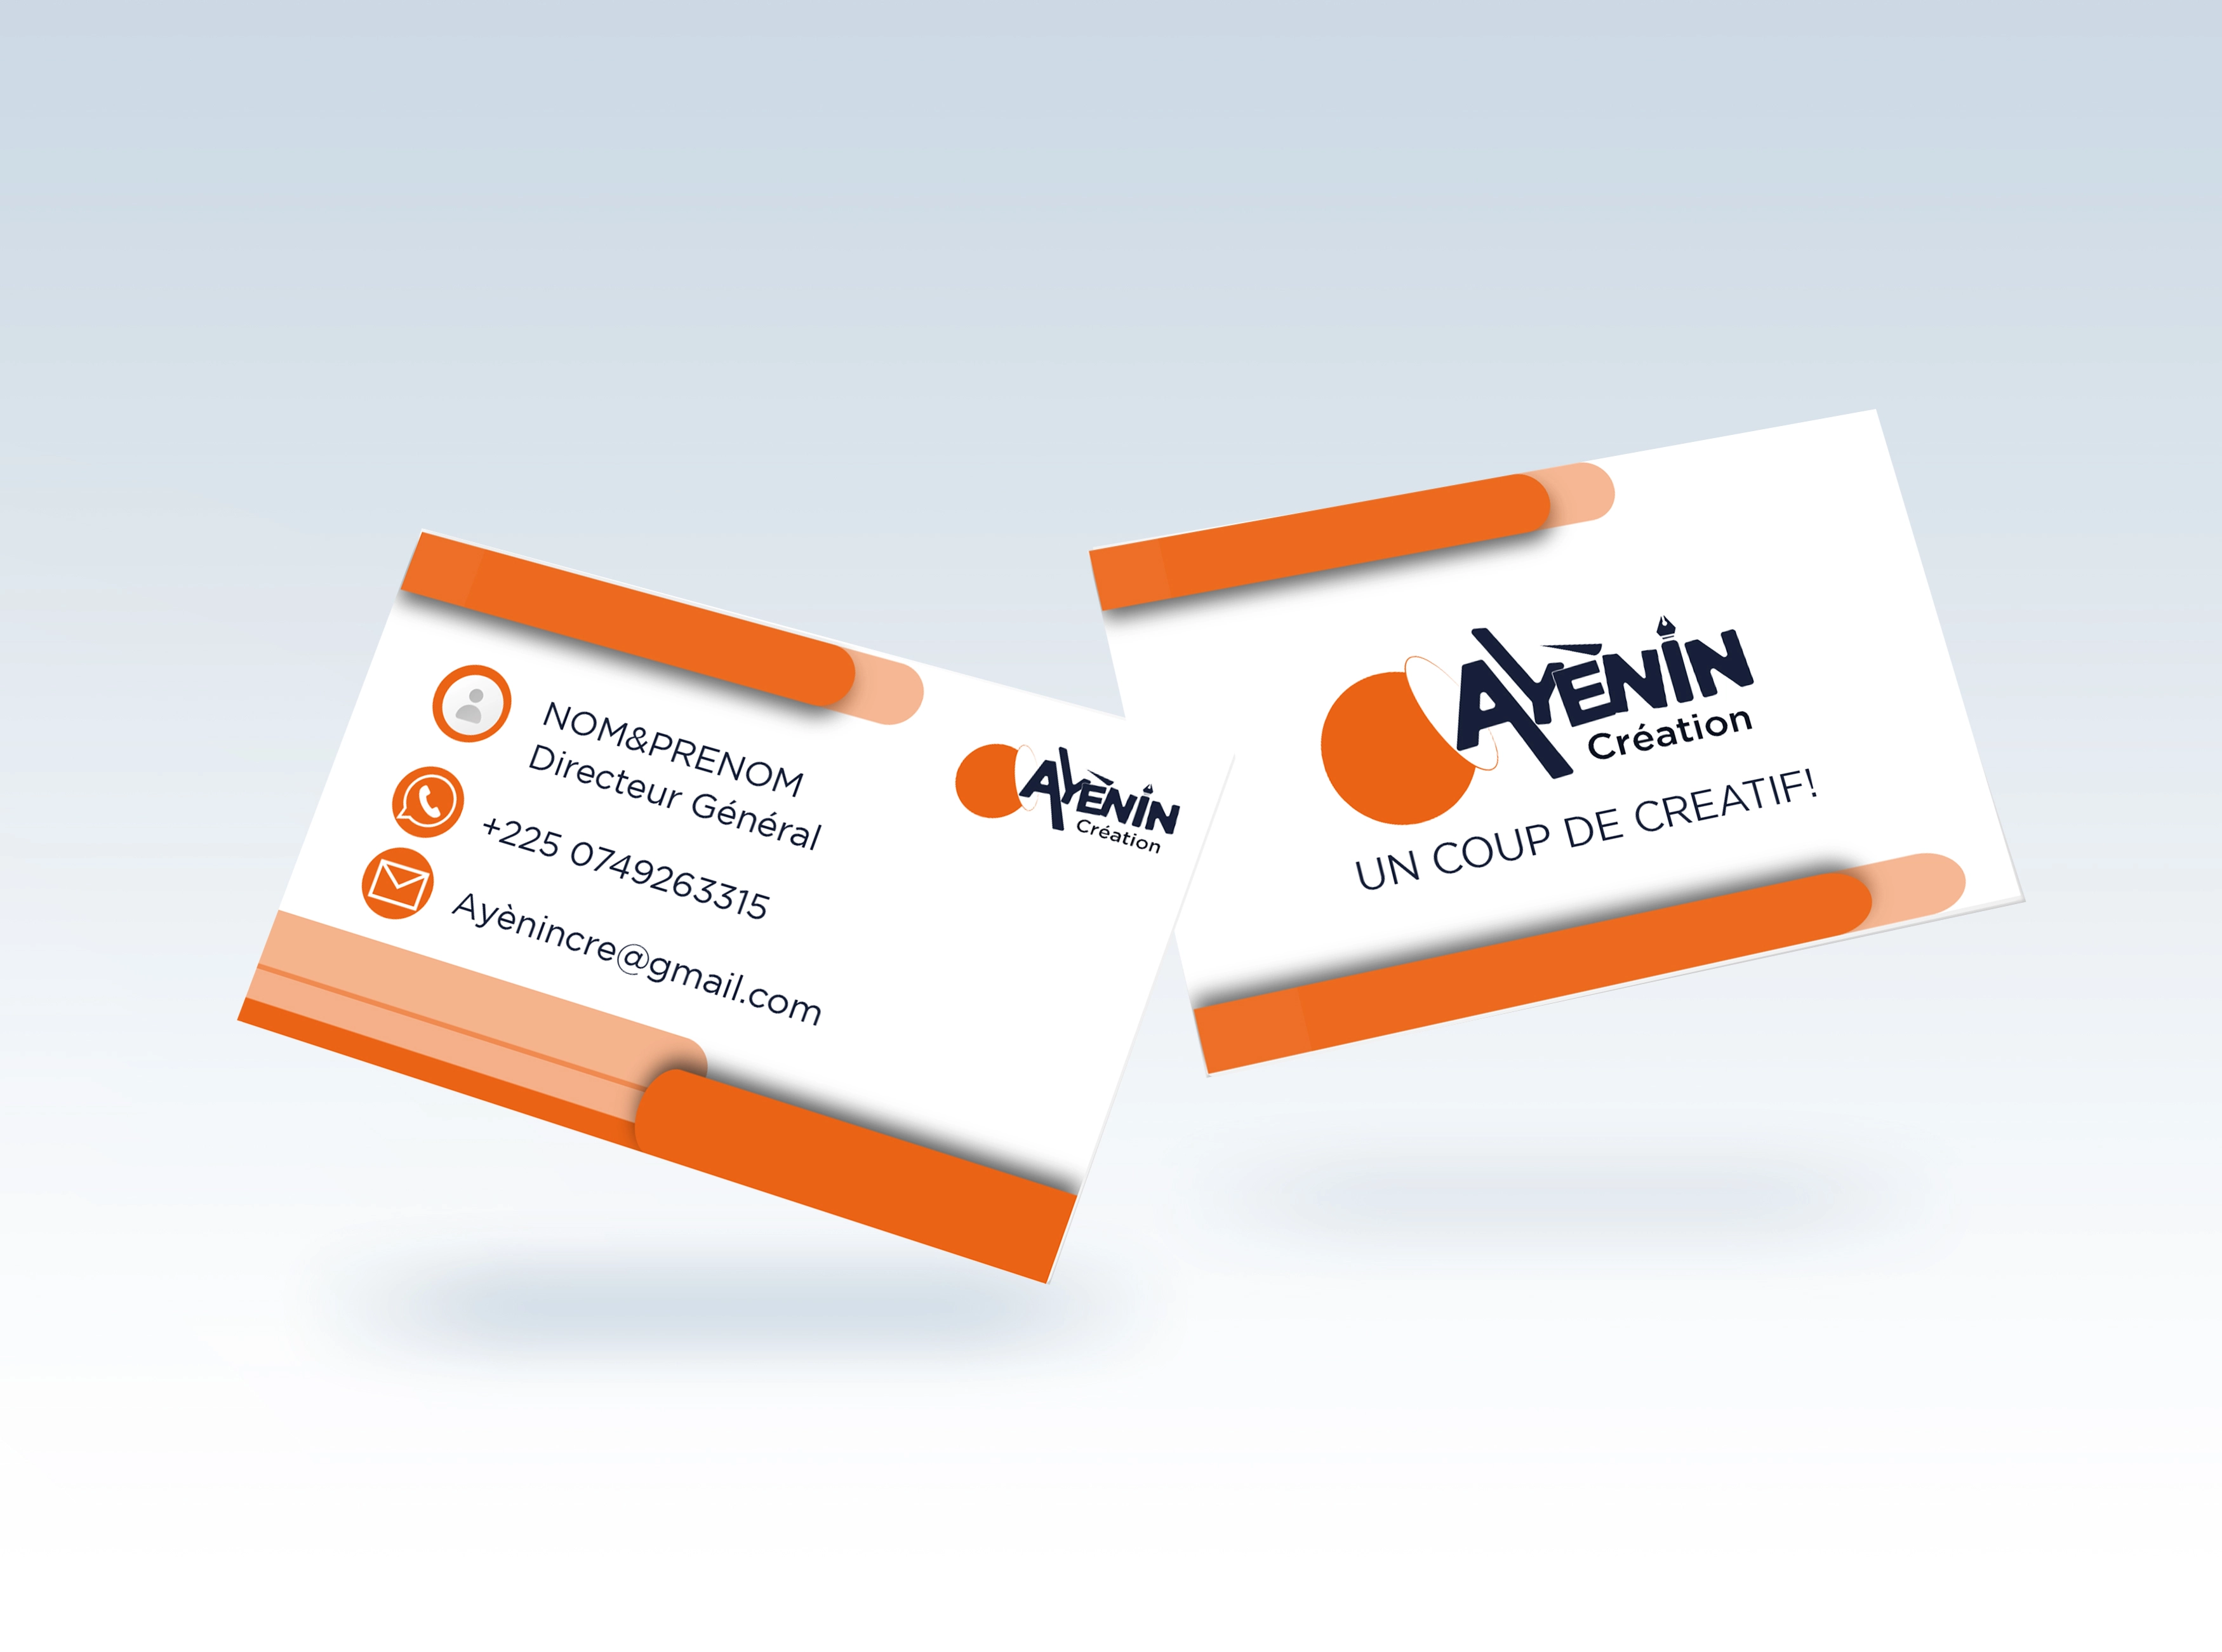 NOM&PRENOM
Directeur Général
+225 0749263315
Ayènincre@gmail.com
AYÈNIN
Création
AYÈNIN
Création
UN COUP DE CREATIF!